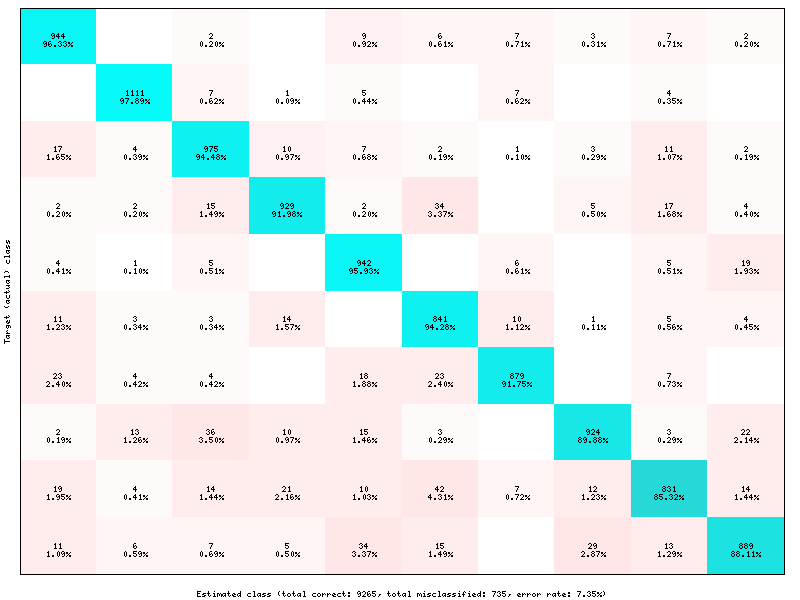 944 2 9 6 7 3 7 2
96.33% 0.20% 0.92% 0.61% 0.71% 0.31% 0.71% 0.20%
1111 7 1 5 7 4
97.89% 0.62% 0.09% 0.44% 0.62% 0.35%
17 4 975 10 7 2 1 3 11 2
1.65% 0.39% 94.48% 0.97% 0.68% 0.19% 0.10% 0.29% 1.07% 0.19%
2 2 15 929 2 34 5 17 4
0.20% 0.20% 1.49% 91.98% 0.20% 3.37% 0.50% 1.68% 0.40%
4 1 5 942 6 5 19
0.41% 0.10% 0.51% 95.93% 0.61% 0.51% 1.93%
Target (actual) class
11 3 3 14 841 10 1 5 4
1.23% 0.34% 0.34% 1.57% 94.28% 1.12% 0.11% 0.56% 0.45%
23 4 4 18 23 879 7
2.40% 0.42% 0.42% 1.88% 2.40% 91.75% 0.73%
2 13 36 10 15 3 924 3 22
0.19% 1.26% 3.50% 0.97% 1.46% 0.29% 89.88% 0.29% 2.14%
19 4 14 21 10 42 7 12 831 14
1.95% 0.41% 1.44% 2.16% 1.03% 4.31% 0.72% 1.23% 85.32% 1.44%
11 6 7 5 34 15 29 13 889
1.09% 0.59% 0.69% 0.50% 3.37% 1.49% 2.87% 1.29% 88.11%
Estimated class (total correct: 9265, total misclassified: 735, error rate: 7.35%)